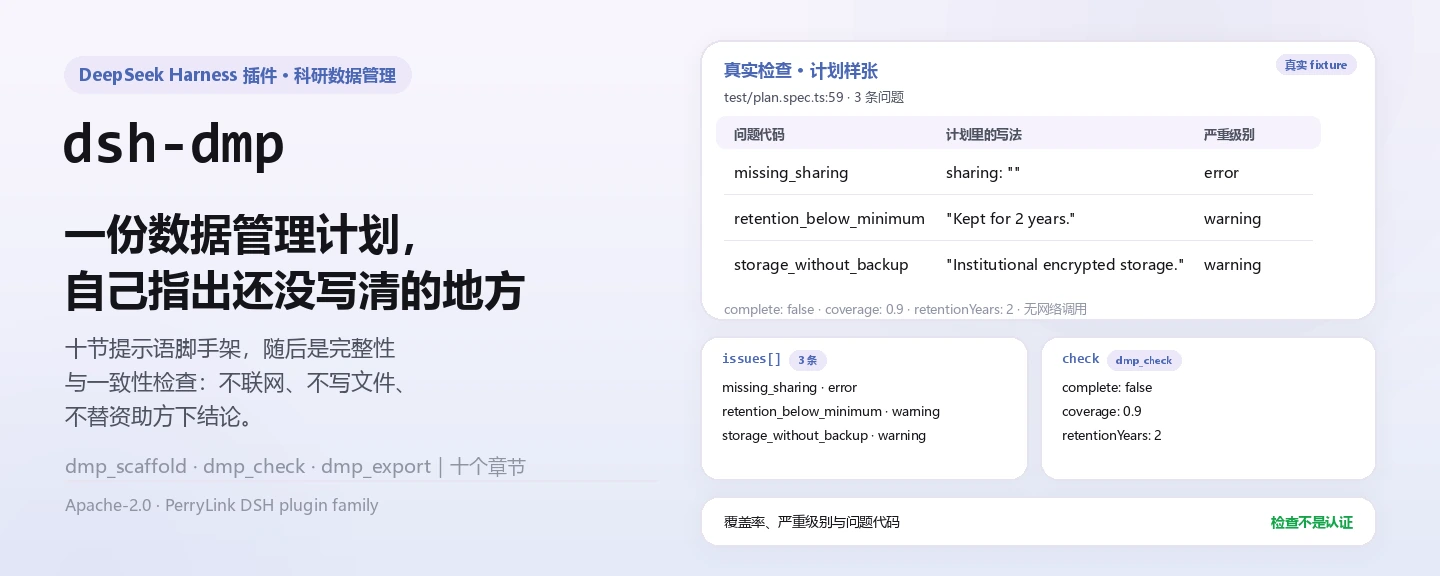 DeepSeek Harness 插件 · 科研数据管理
dsh-dmp
一份数据管理计划，
自己指出还没写清的地方
十节提示语脚手架，随后是完整性
与一致性检查：不联网、不写文件、
不替资助方下结论。
dmp_scaffold · dmp_check · dmp_export | 十个章节
Apache-2.0 · PerryLink DSH plugin family
真实检查 · 计划样张
真实 fixture
test/plan.spec.ts:59 · 3 条问题
问题代码 计划里的写法 严重级别
missing_sharing sharing: "" error
retention_below_minimum "Kept for 2 years." warning
storage_without_backup "Institutional encrypted storage." warning
complete: false · coverage: 0.9 · retentionYears: 2 · 无网络调用
issues[] 3 条
missing_sharing · error
retention_below_minimum · warning
storage_without_backup · warning
check dmp_check
complete: false
coverage: 0.9
retentionYears: 2
覆盖率、严重级别与问题代码
检查不是认证